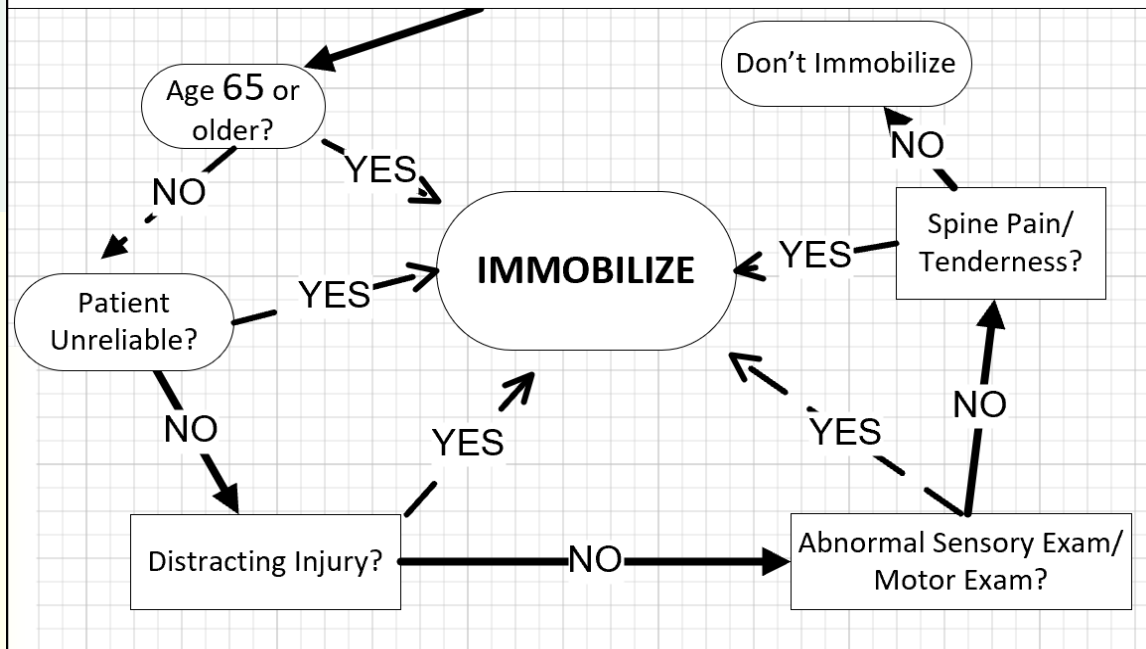 Age 65 or
older?
YES
NO
Patient
Unreliable?
YES
NO
Distracting Injury?
YES
NO
IMMOBILIZE
Abnormal Sensory Exam/
Motor Exam?
YES
NO
Spine Pain/
Tenderness?
YES
NO
Don't Immobilize